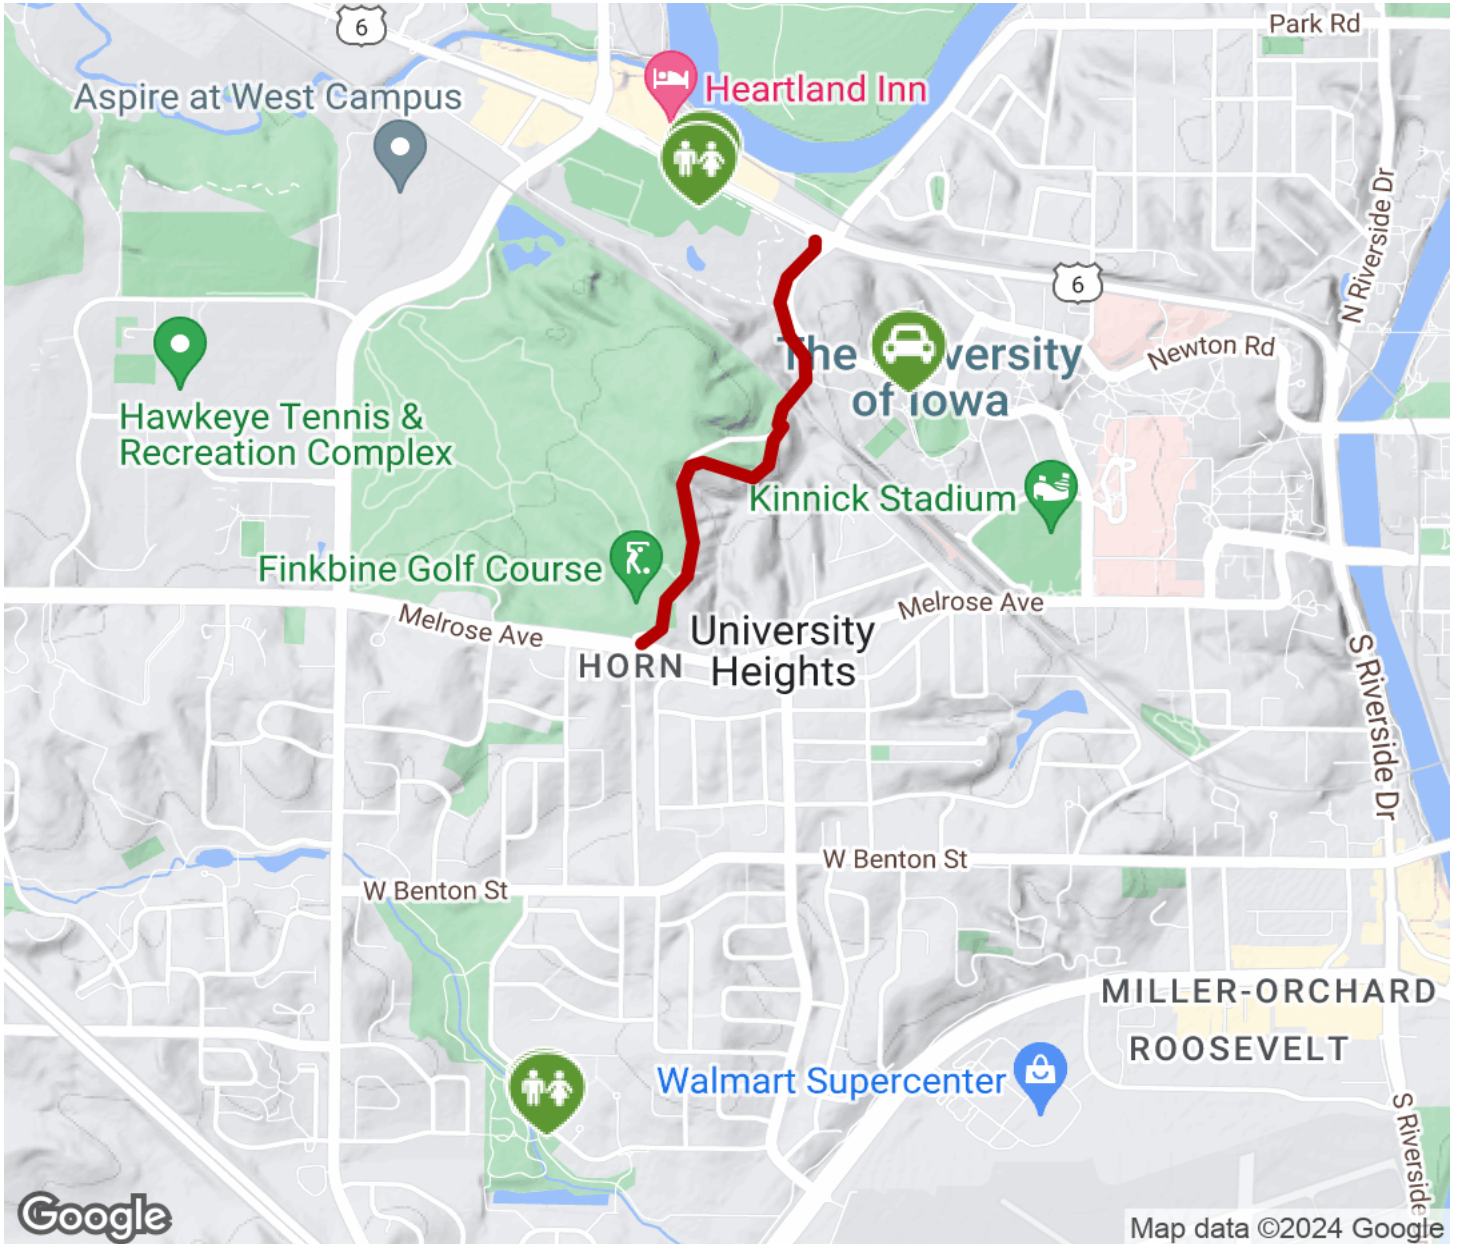 6
Park Rd
Aspire at West Campus
Heartland Inn
N Riverside Dr
6
The
versity
of Iowa
Newton Rd
Hawkeye Tennis &
Recreation Complex
Kinnick Stadium
Finkbine Golf Course
Melrose Ave
Melrose Ave
University
Heights
HORN
S Riverside Dr
W Benton St
W Benton St
MILLER-ORCHARD
ROOSEVELT
Walmart Supercenter
S Riverside
Google
Map data ©2024 Google